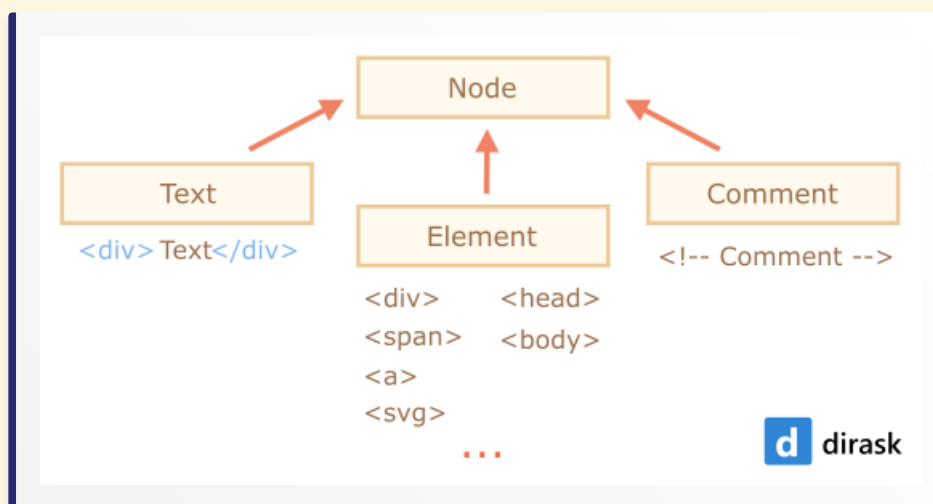 Node
Text
<div> Text</div>
Element
<div>
<span>
<a>
<svg>
<head>
<body>
...
Comment
<!-- Comment -->
d dirask